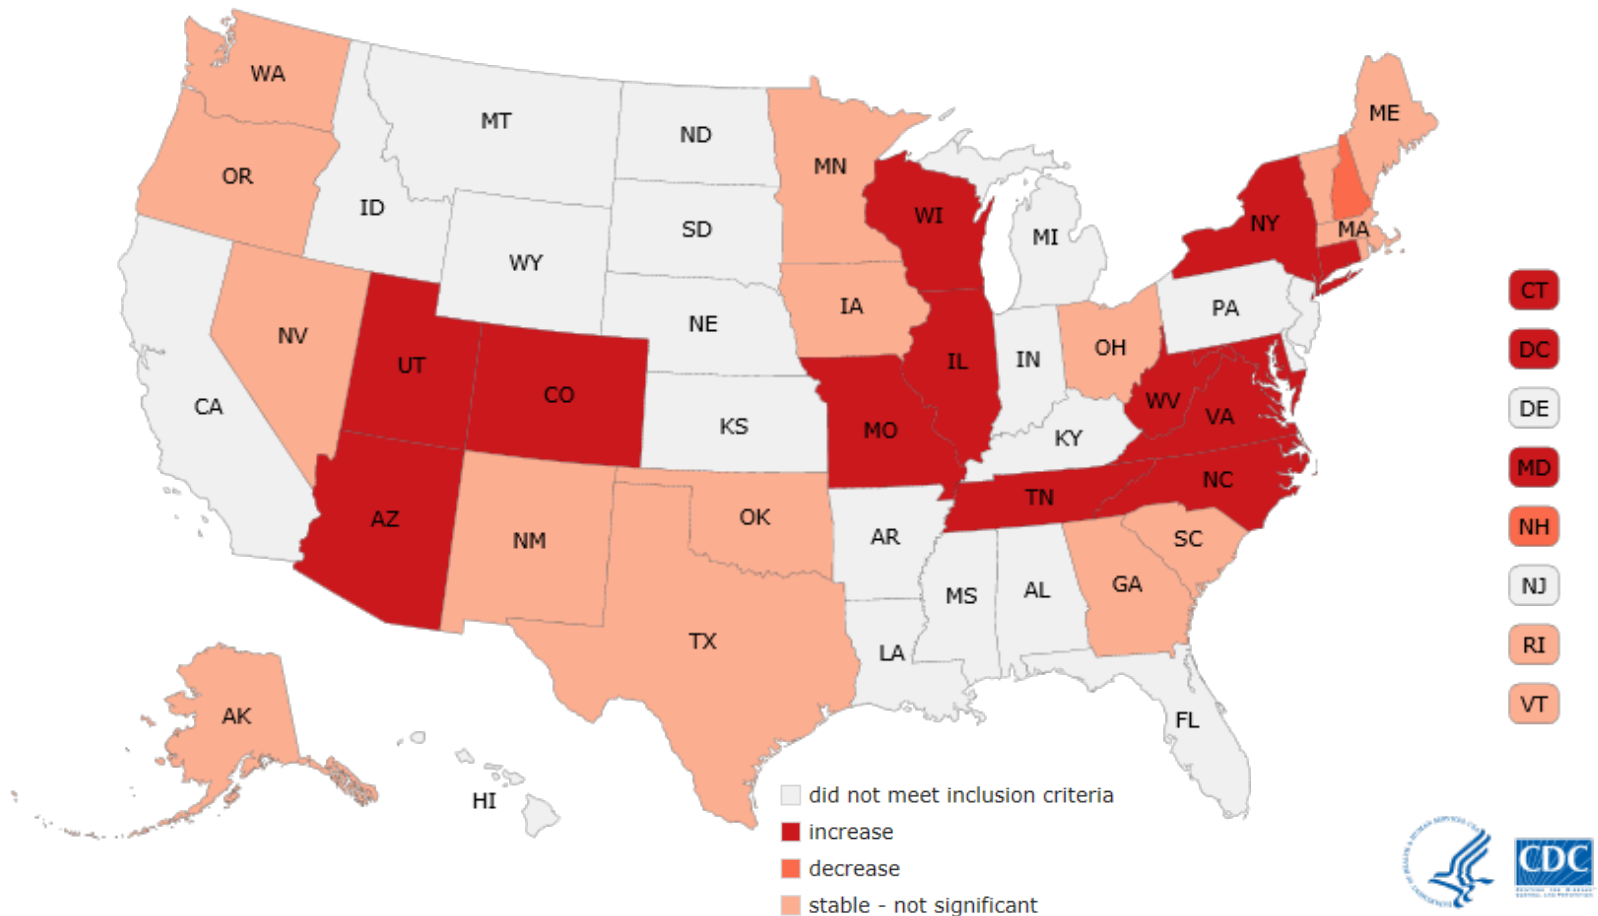 WA
MT
ND
OR
ID
SD
WY
MN
WI
MI
NY
ME
MA
NE
IA
PA
NV
UT
CO
CA
KS
MO
IL
IN
OH
KY
WV
VA
AZ
NM
OK
AR
TN
NC
SC
TX
LA
MS
AL
GA
FL
AK
HI
CT
DC
DE
MD
NH
NJ
RI
VT
did not meet inclusion criteria
increase
decrease
stable - not significant
CDC